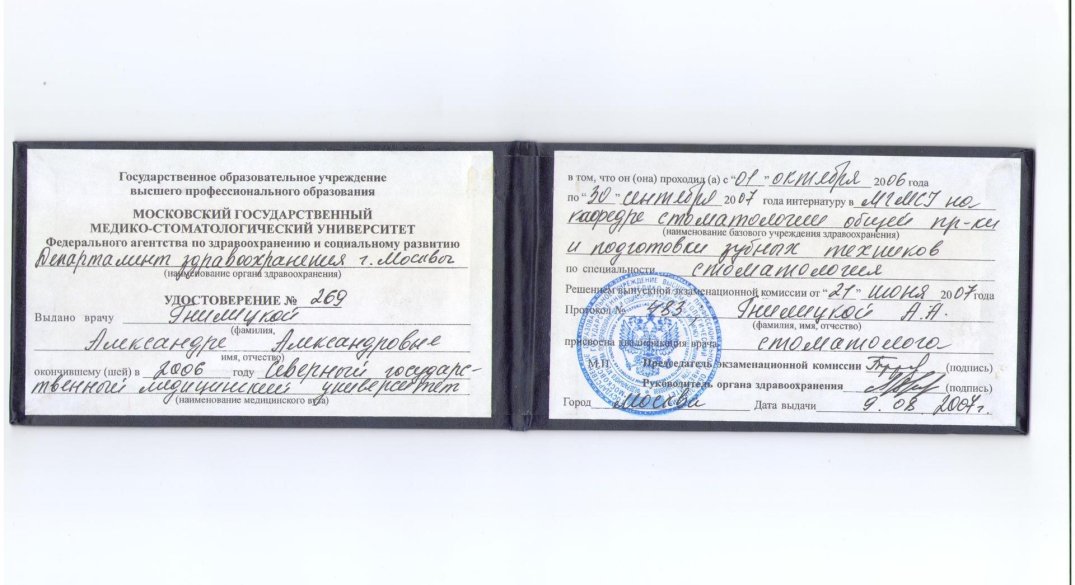 Государственное образовательное учреждение
высшего профессионального образования
МОСКОВСКИЙ ГОСУДАРСТВЕННЫЙ
МЕДИКО-СТОМАТОЛОГИЧЕСКИЙ УНИВЕРСИТЕТ
Федерального агентства по здравоохранению и социальному развитию
Департамент здравоохранения г. Москвы
(наименование органа здравоохранения)
УДОСТОВЕРЕНИЕ № 269
Выдано врачу Гнилицкой
(фамилия,
Александре Александровне
имя, отчество)
окончившему (шей) в 2006 году Северный государс-
твенный медицинский университет
(наименование медицинского вуза)
в том, что он (она) проходил (а) с “01” октября 2006 года
по “30” сентября 2007 года интернатуру в МГМСУ на
кафедре стоматологии общей пр-ки
(наименование базового учреждения здравоохранения)
и подготовки зубных техников
по специальности стоматология
Решением выпускной экзаменационной комиссии от “21” июня 2007 года
Протокол № 783 Гнилицкой А.А.
(фамилия, имя, отчество)
присвоена квалификация врача стоматолога
М.П. Председатель экзаменационной комиссии (подпись)
Руководитель органа здравоохранения (подпись)
Город Москва Дата выдачи 9.08 2007г.